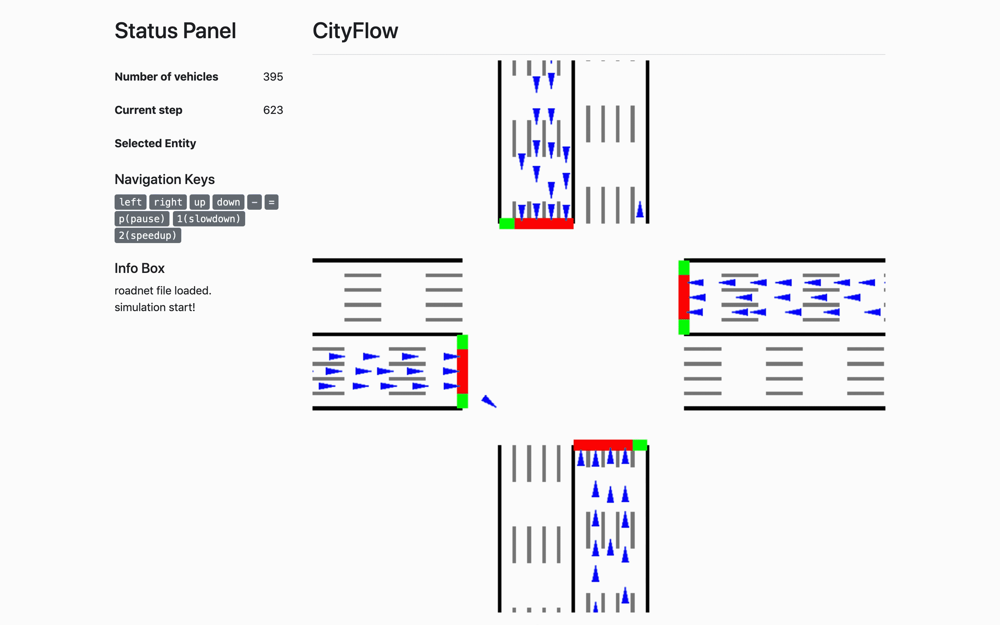 Status Panel
CityFlow
Number of vehicles 395
Current step 623
Selected Entity
Navigation Keys
left right up down - =
p(pause) 1(slowdown)
2(speedup)
Info Box
roadnet file loaded.
simulation start!